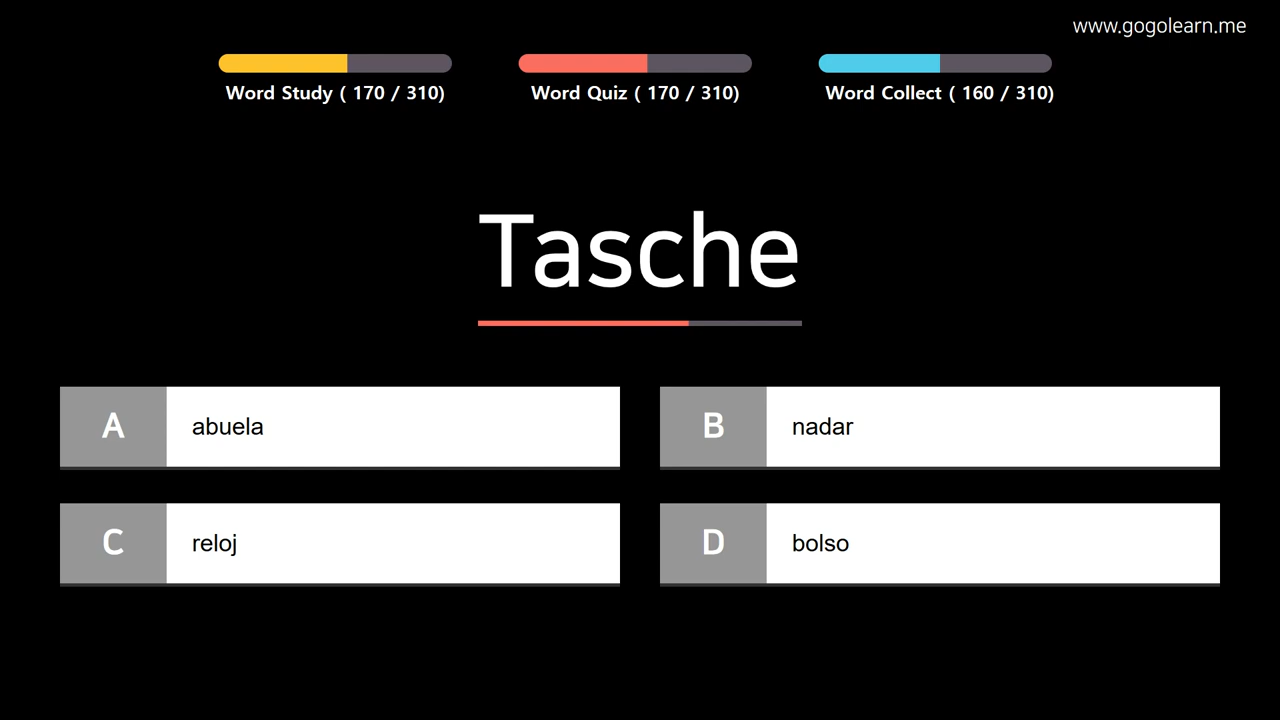 www.gogolearn.me
Word Study ( 170 / 310)
Word Quiz ( 170 / 310)
Word Collect ( 160 / 310)
Tasche
A abuela
B nadar
C reloj
D bolso